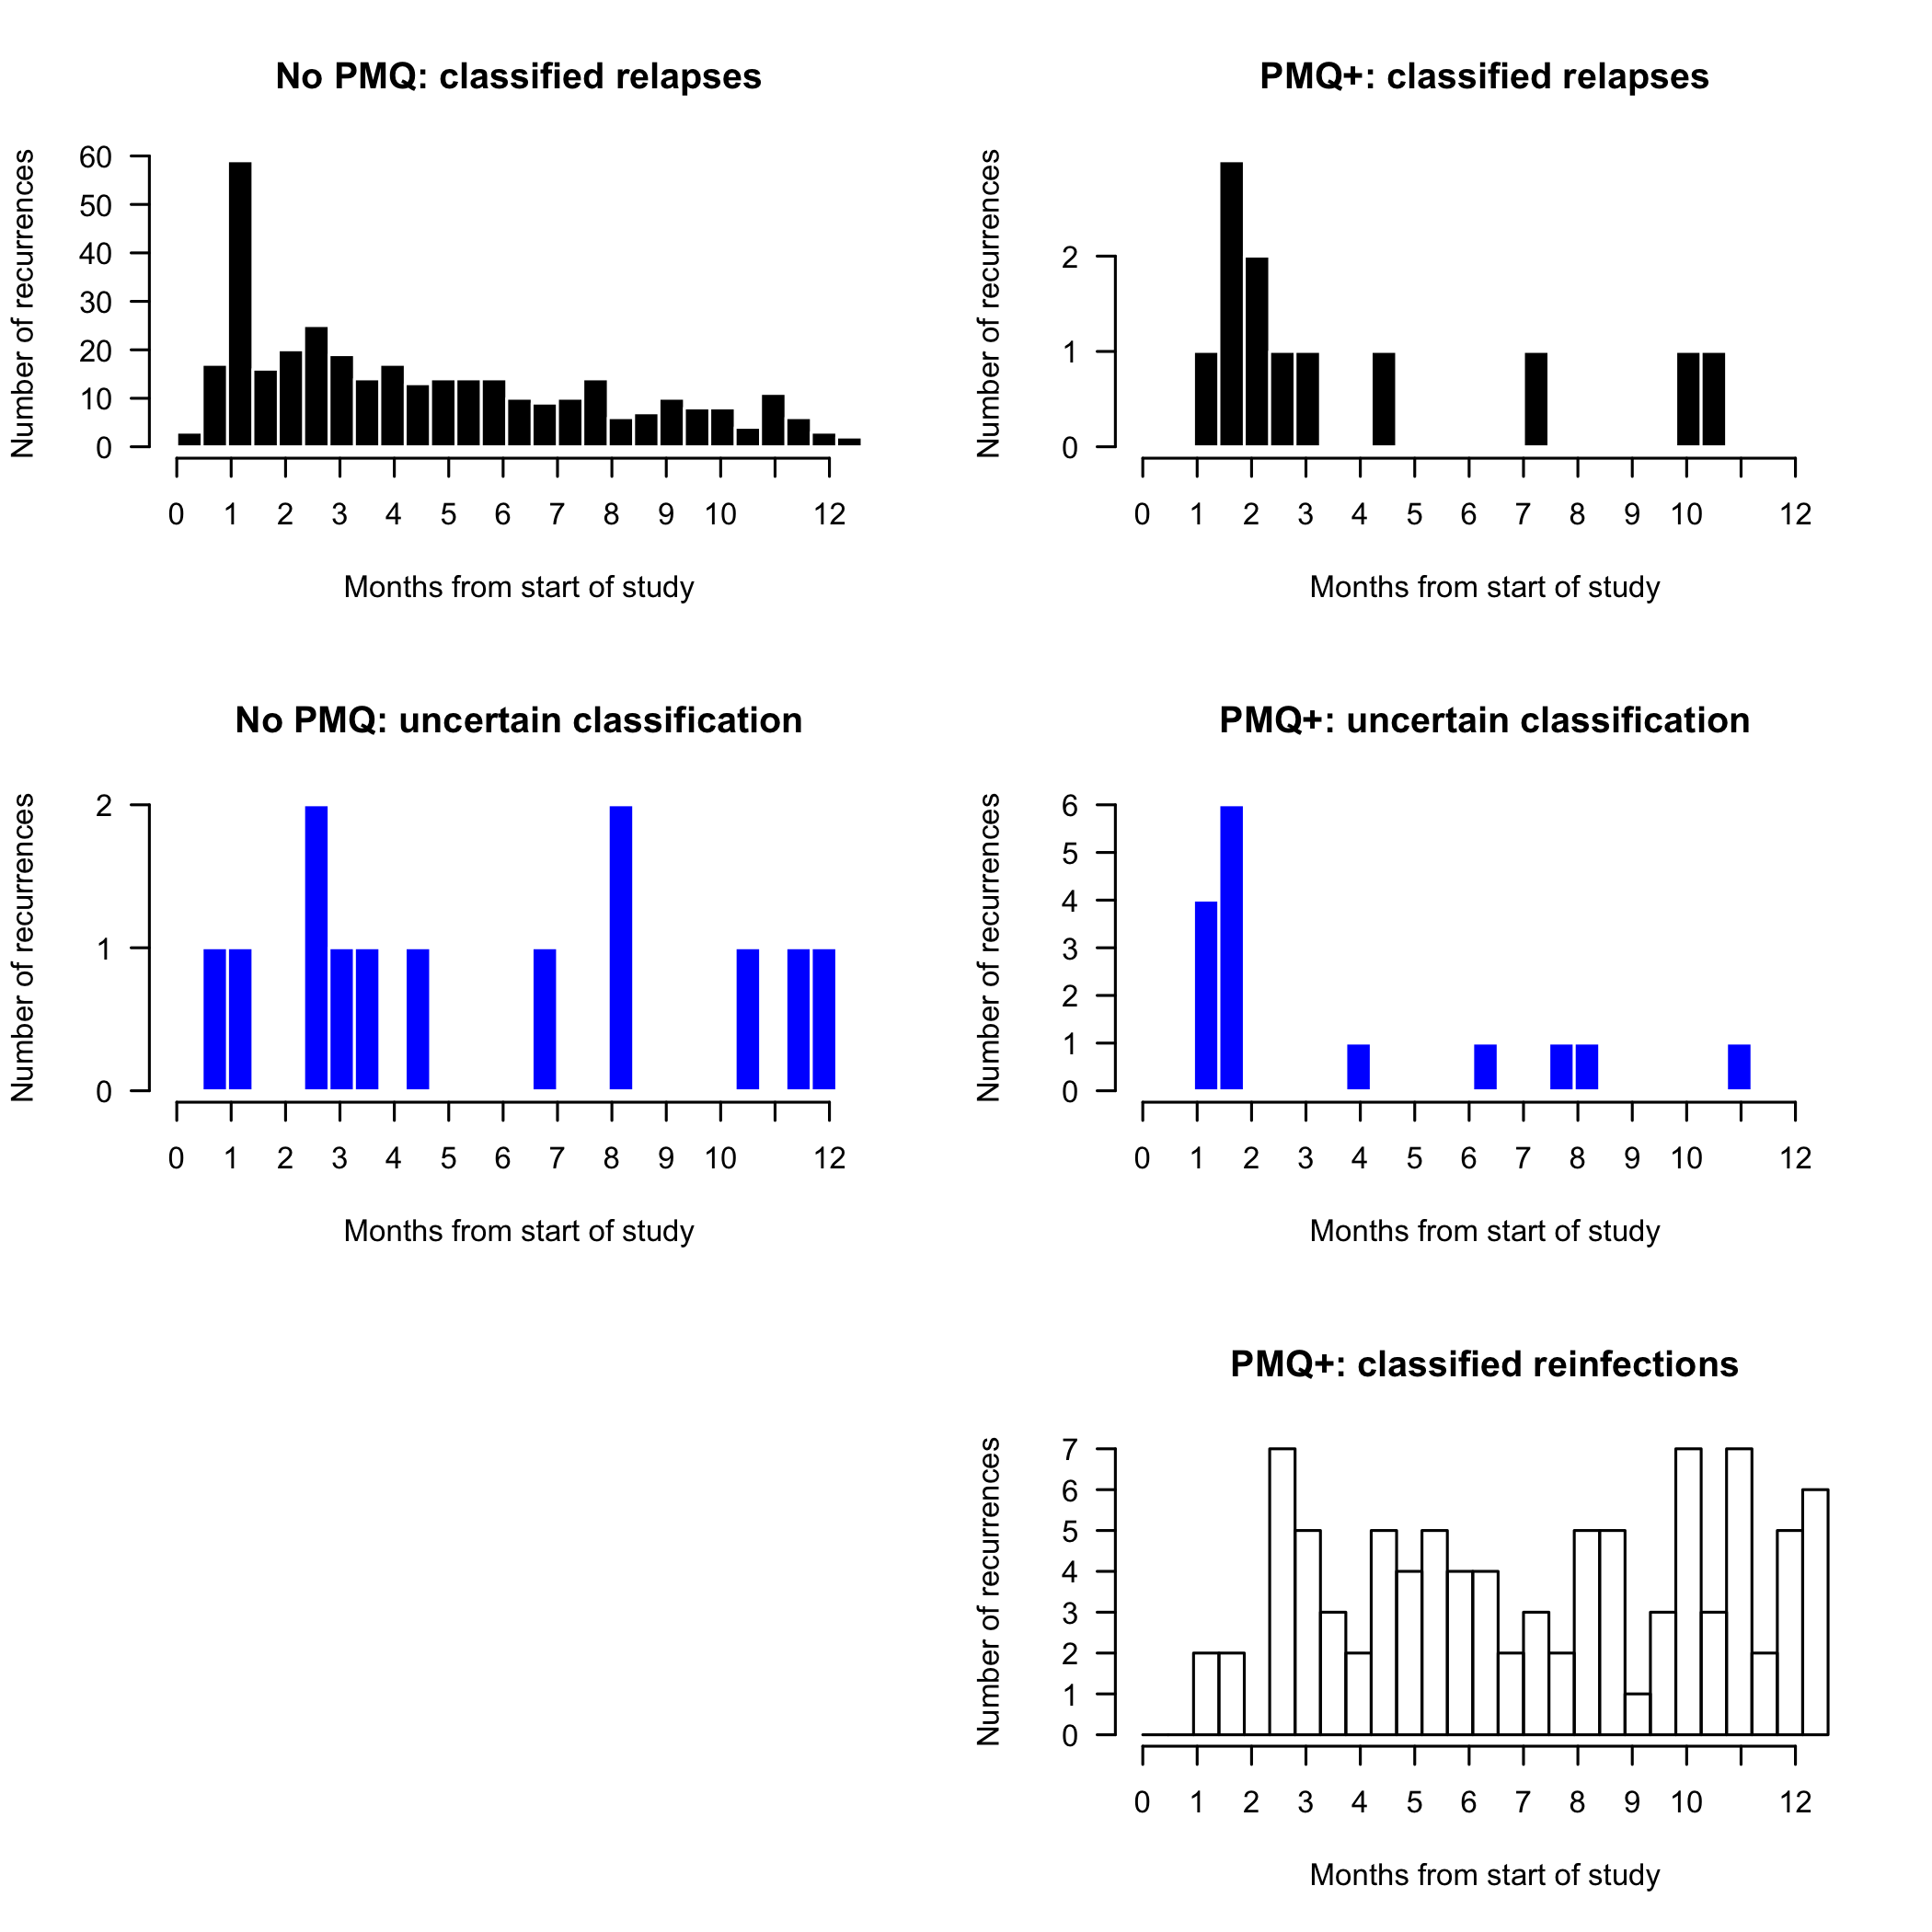 No PMQ: classified relapses
Number of recurrences
60
50
40
30
20
10
0
0 1 2 3 4 5 6 7 8 9 10 12
Months from start of study
PMQ+: classified relapses
Number of recurrences
2
1
0
0 1 2 3 4 5 6 7 8 9 10 12
Months from start of study
No PMQ: uncertain classification
Number of recurrences
2
1
0
0 1 2 3 4 5 6 7 8 9 10 12
Months from start of study
PMQ+: uncertain classification
Number of recurrences
6
5
4
3
2
1
0
0 1 2 3 4 5 6 7 8 9 10 12
Months from start of study
PMQ+: classified reinfections
Number of recurrences
7
6
5
4
3
2
1
0
0 1 2 3 4 5 6 7 8 9 10 12
Months from start of study